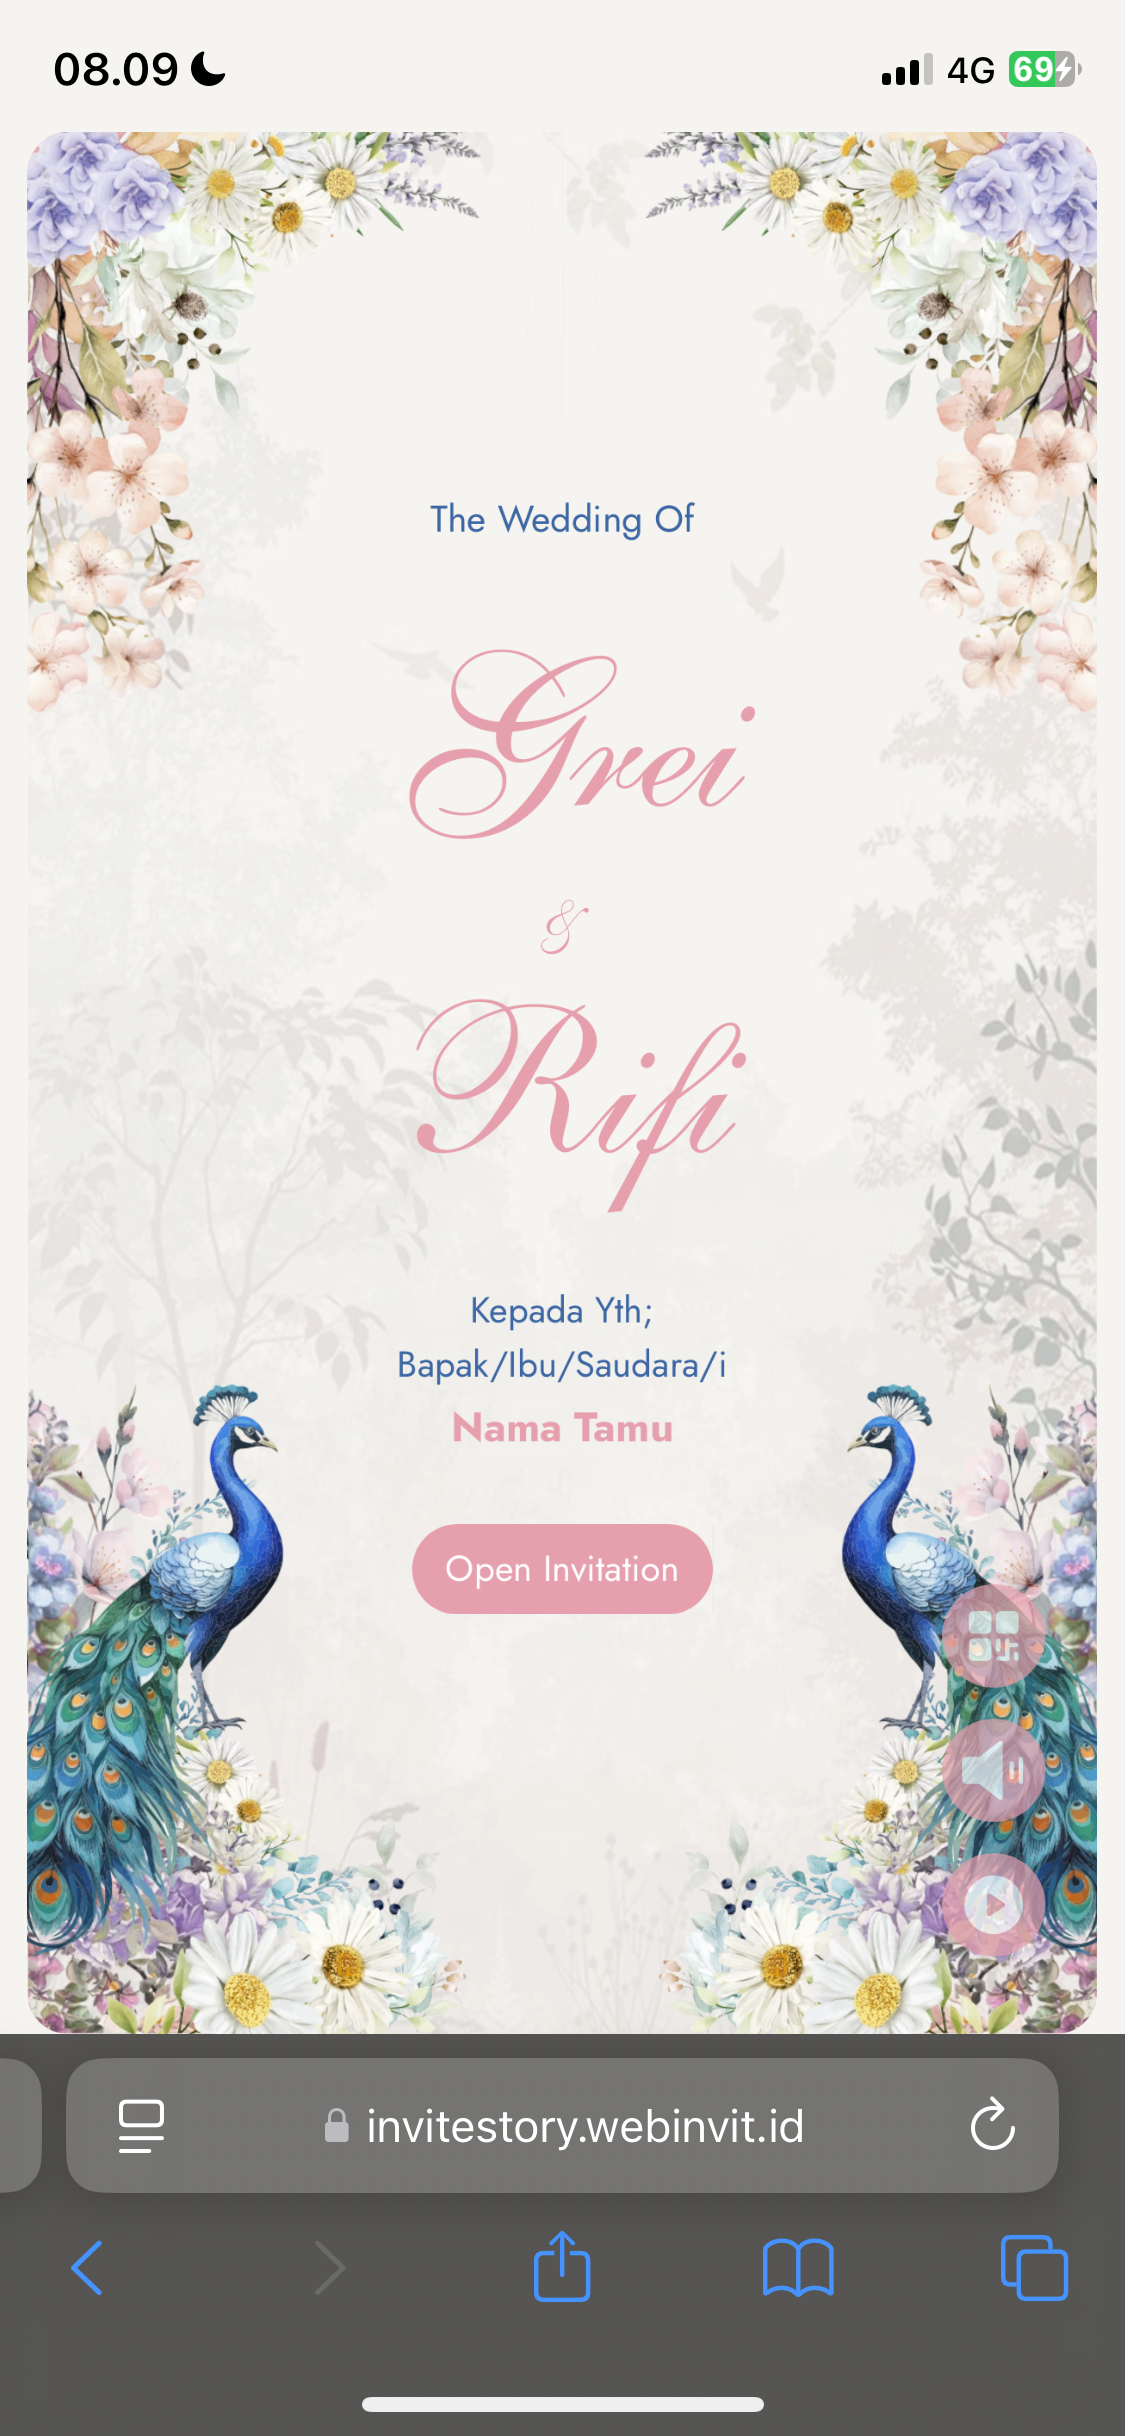 08.09
4G
69
The Wedding Of
Grei
&
Rifi
Kepada Yth;
Bapak/Ibu/Saudara/i
Nama Tamu
Open Invitation
invitestory.webinvit.id